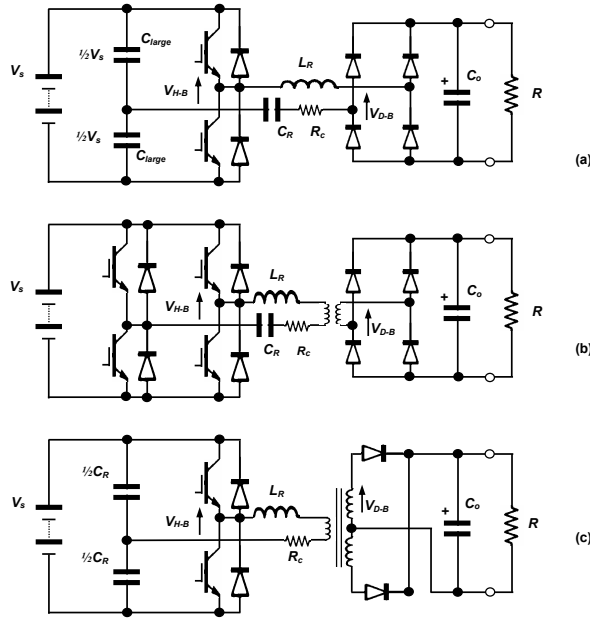 ½Vs
Clarge
Vs
VH-B
LR
CR
Rc
VD-B
+
Co
R
½Vs
Clarge
(a)
Vs
VH-B
LR
CR
Rc
VD-B
+
Co
R
(b)
Vs
½CR
VH-B
LR
Rc
VD-B
+
Co
R
½CR
(c)